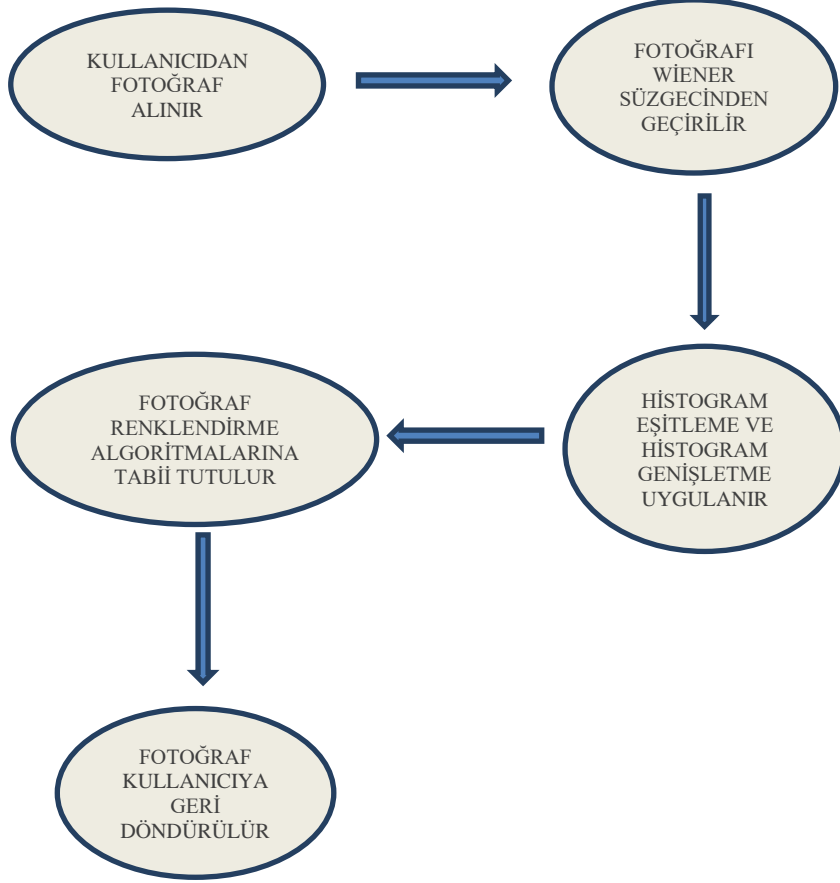 KULLANICIDAN
FOTOĞRAF
ALINIR
FOTOĞRAFI
WİENER
SÜZGECİNDEN
GEÇİRİLİR
HİSTOGRAM
EŞİTLEME VE
HİSTOGRAM
GENİŞLETME
UYGULANIR
FOTOĞRAF
RENKLENDİRME
ALGORİTMALARINA
TABİİ TUTULUR
FOTOĞRAF
KULLANICIYA
GERİ
DÖNDÜRÜLÜR